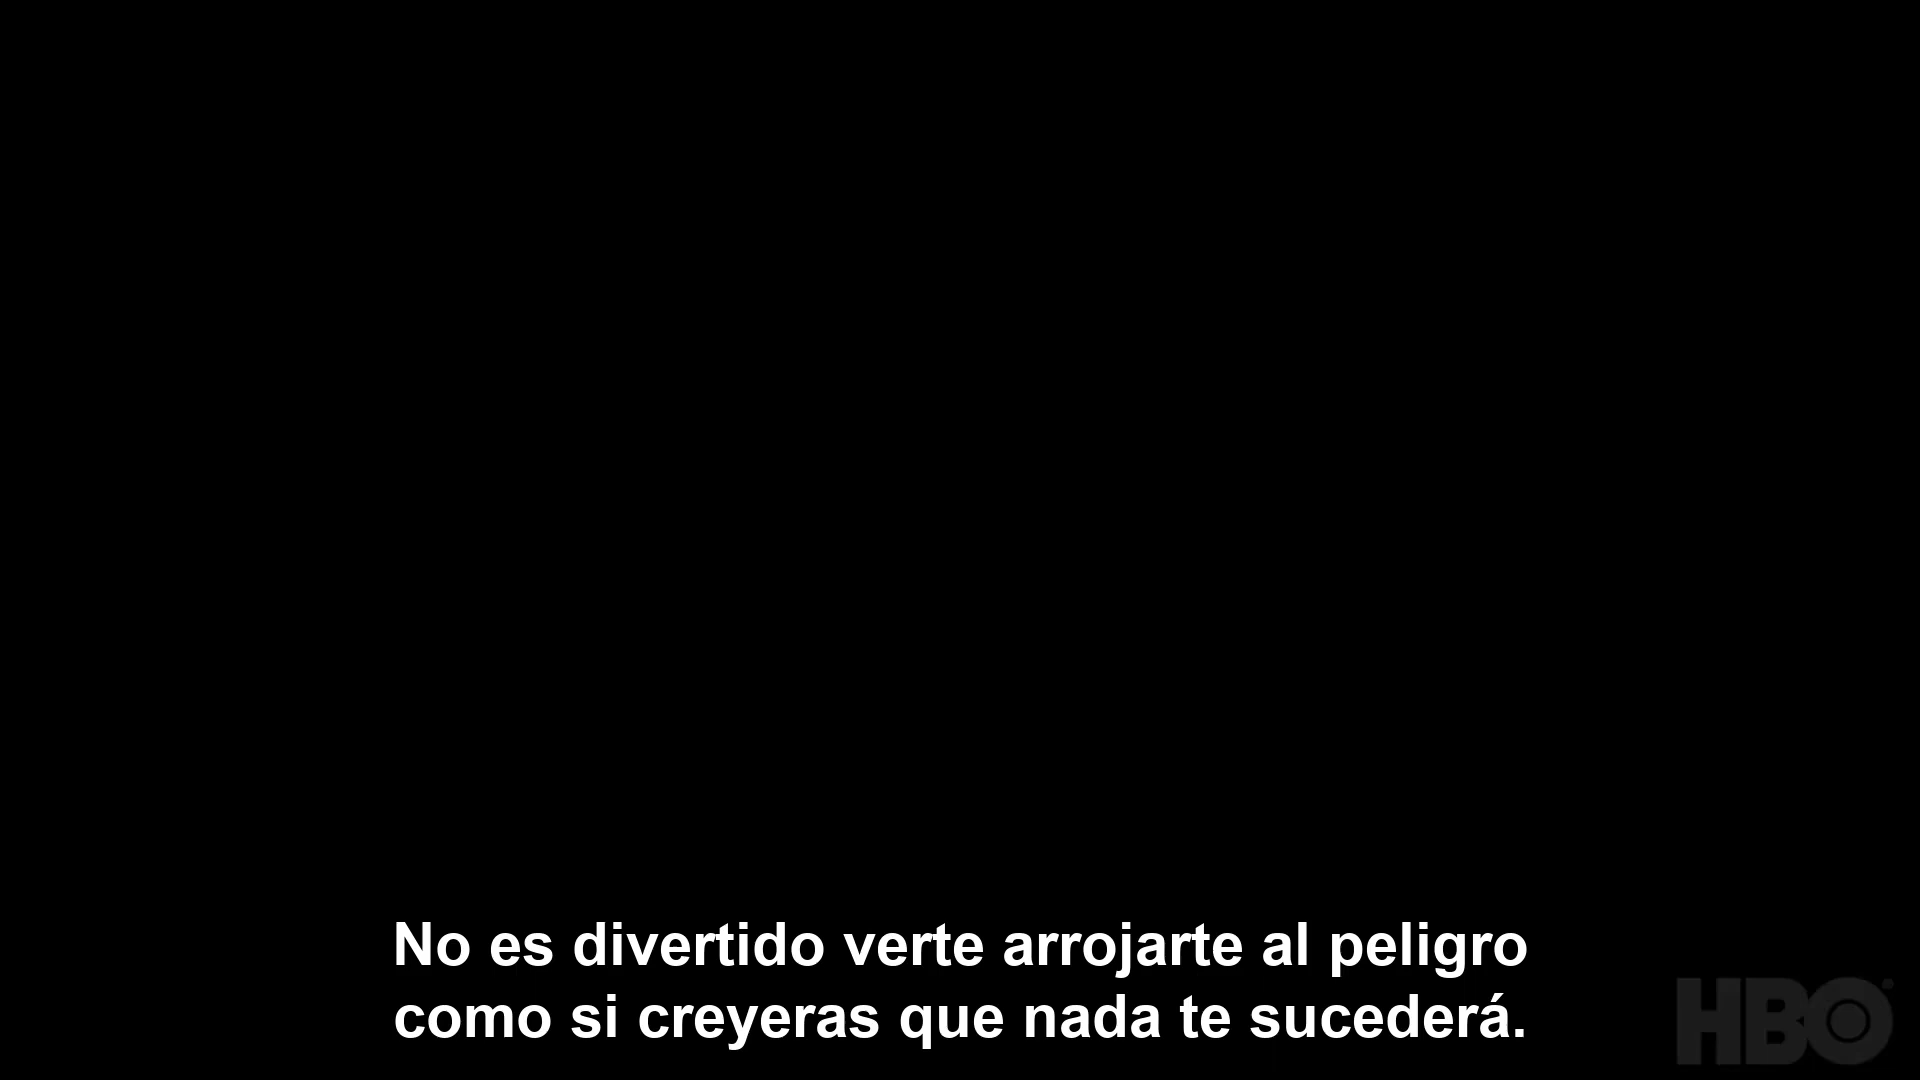 No es divertido verte arrojarte al peligro
como si creyeras que nada te sucederá.
HBO